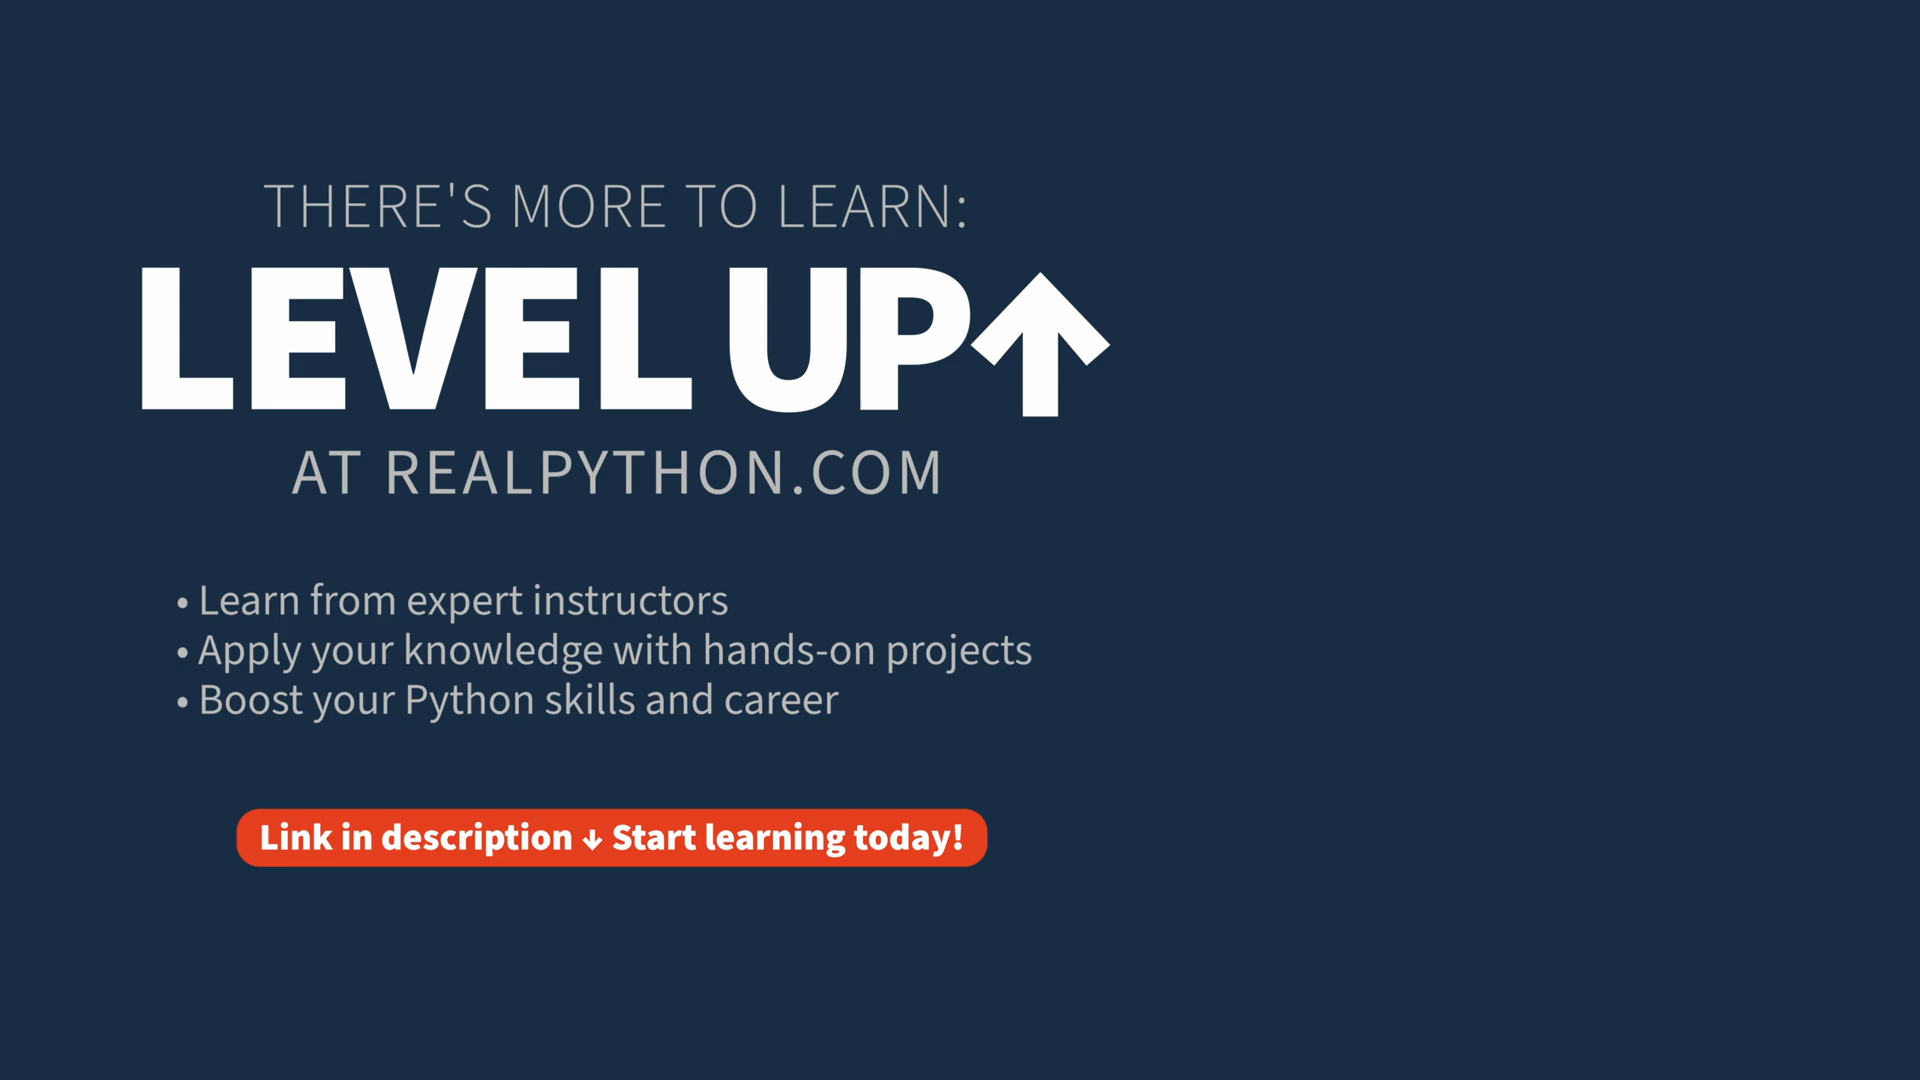 THERE'S MORE TO LEARN:
LEVEL UP↑
AT REALPYTHON.COM
• Learn from expert instructors
• Apply your knowledge with hands-on projects
• Boost your Python skills and career
Link in description ↓ Start learning today!